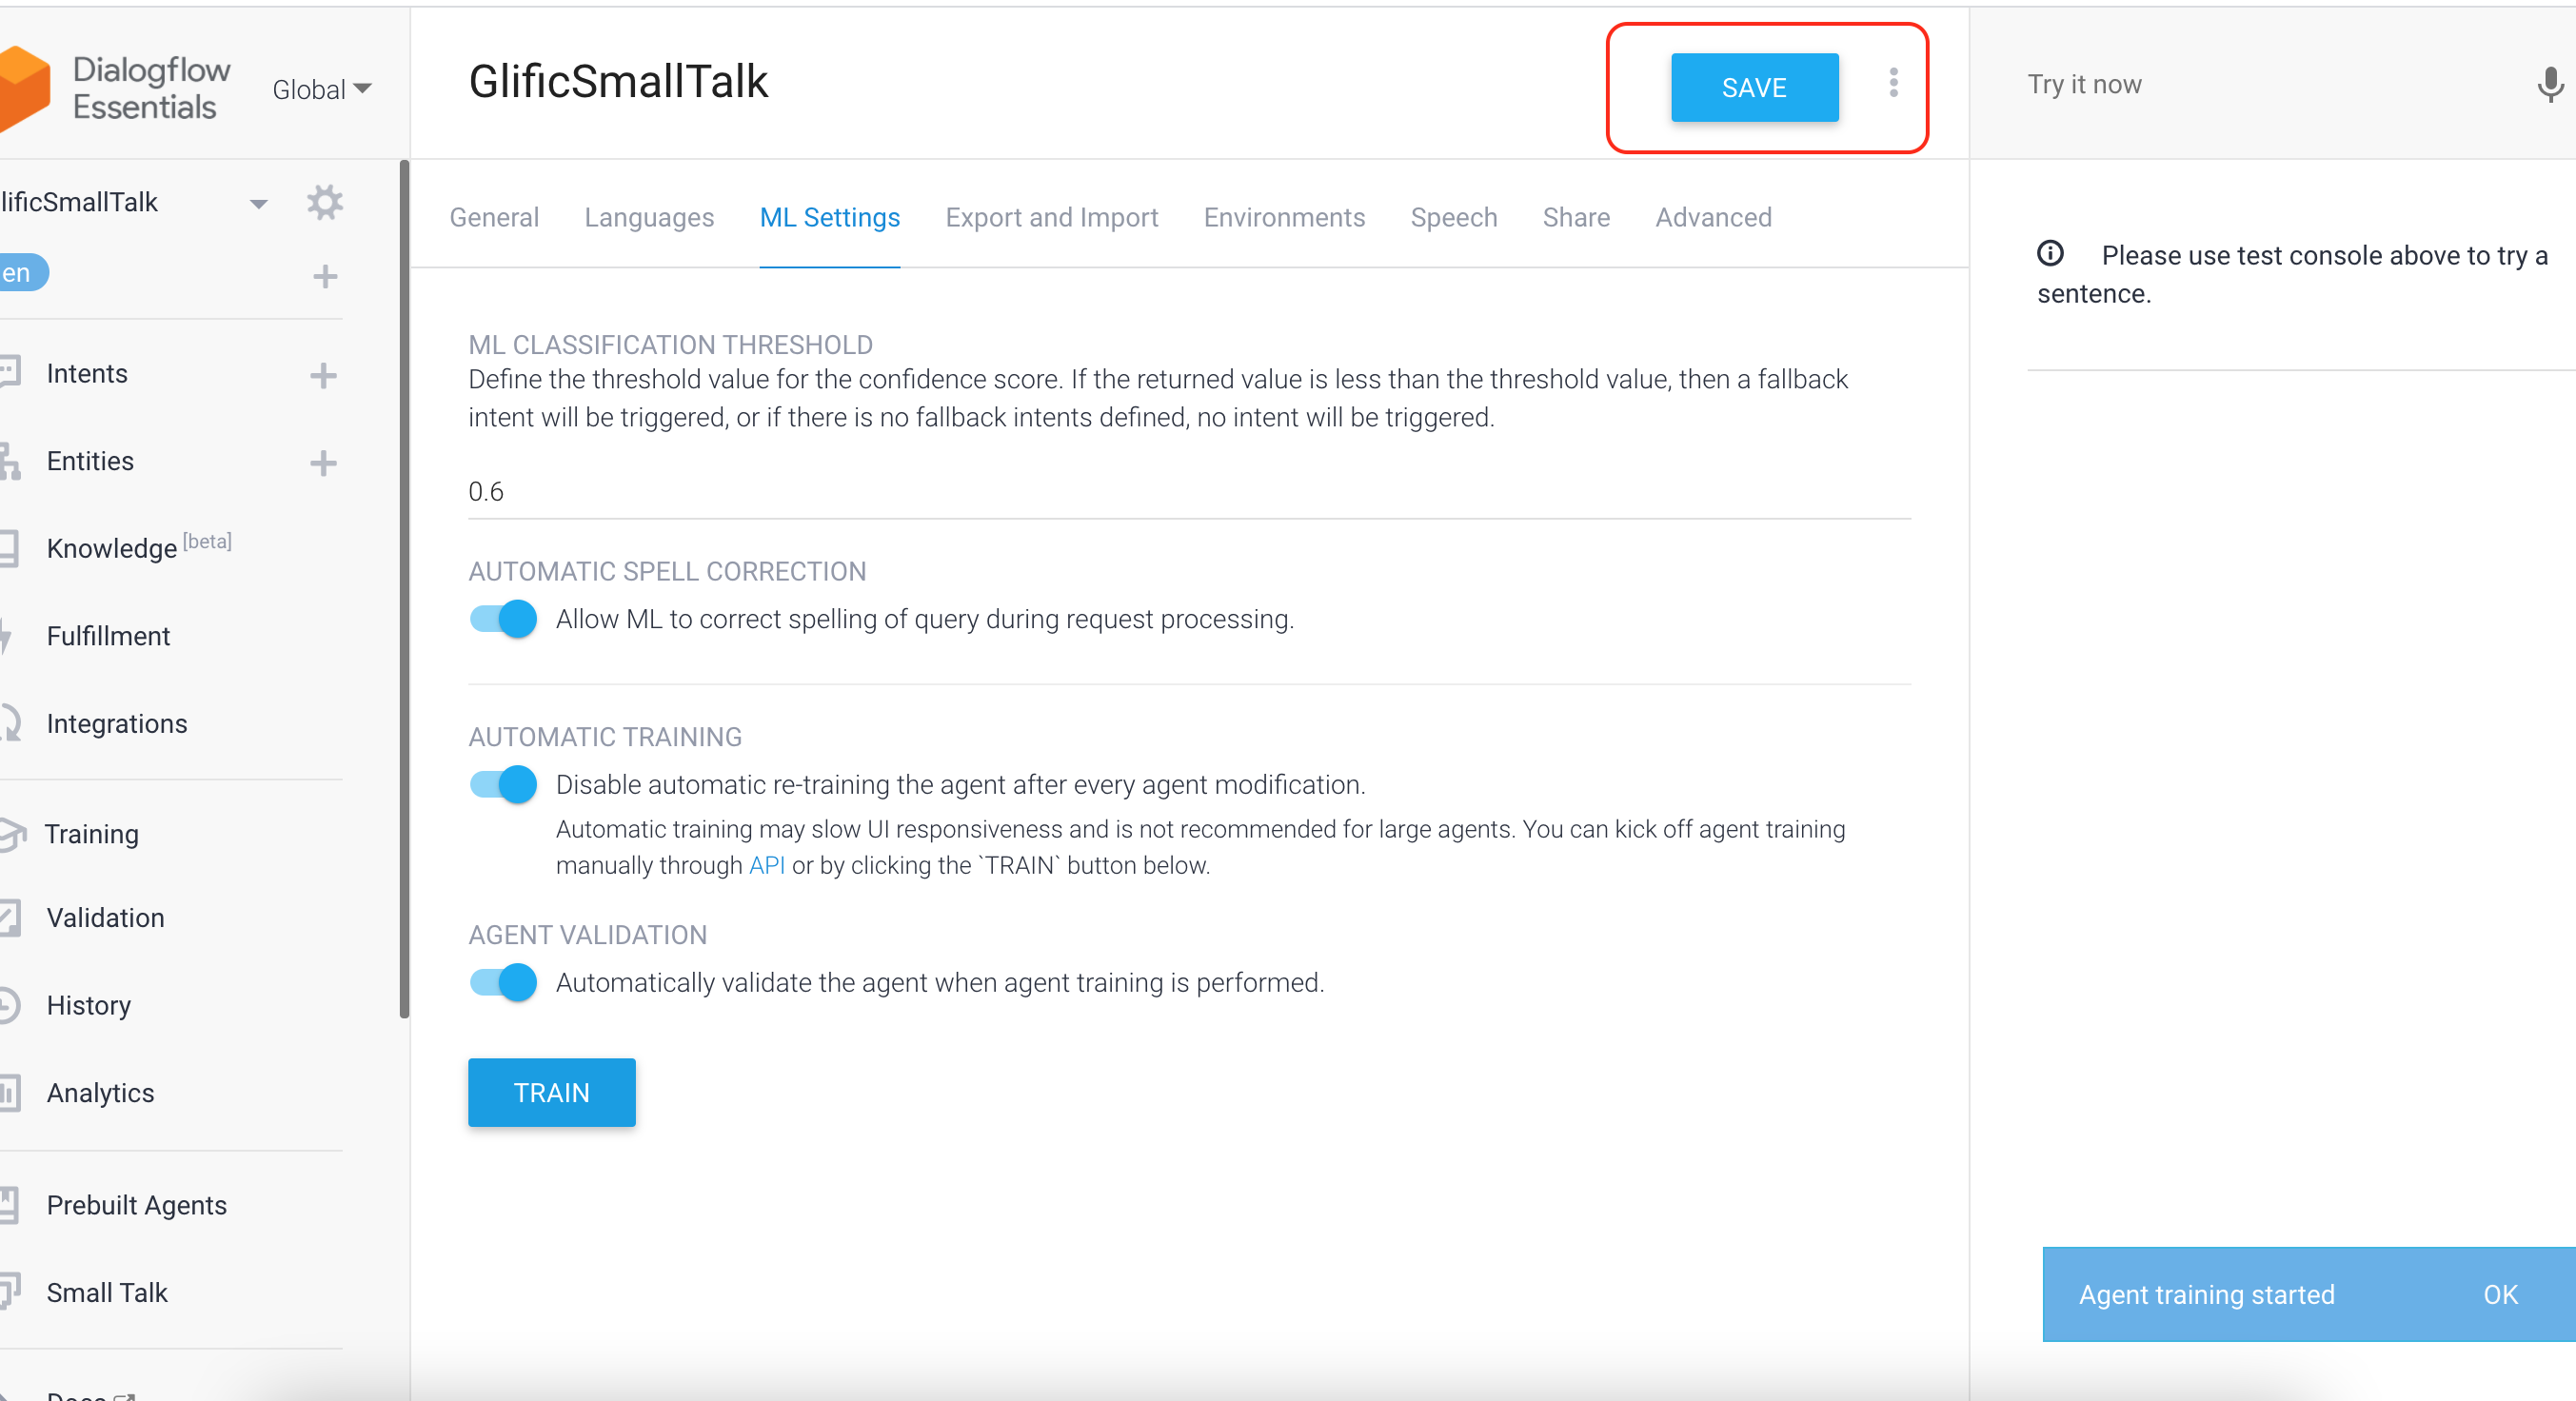 Dialogflow
Essentials
Global
lificSmallTalk
en
Intents
Entities
Knowledge [beta]
Fulfillment
Integrations
Training
Validation
History
Analytics
Prebuilt Agents
Small Talk
GlificSmallTalk
SAVE
General Languages ML Settings Export and Import Environments Speech Share Advanced
ML CLASSIFICATION THRESHOLD
Define the threshold value for the confidence score. If the returned value is less than the threshold value, then a fallback
intent will be triggered, or if there is no fallback intents defined, no intent will be triggered.
0.6
AUTOMATIC SPELL CORRECTION
Allow ML to correct spelling of query during request processing.
AUTOMATIC TRAINING
Disable automatic re-training the agent after every agent modification.
Automatic training may slow UI responsiveness and is not recommended for large agents. You can kick off agent training
manually through API or by clicking the `TRAIN` button below.
AGENT VALIDATION
Automatically validate the agent when agent training is performed.
TRAIN
Try it now
Please use test console above to try a
sentence.
Agent training started OK